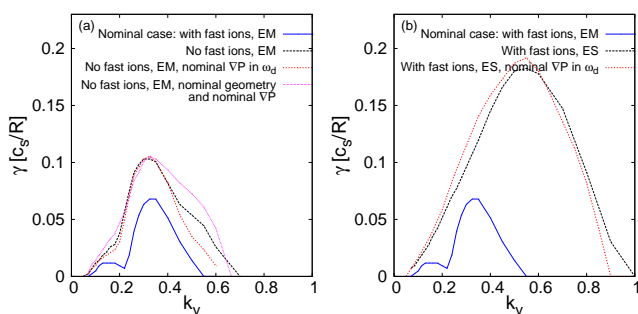 (a)
Nominal case: with fast ions, EM
No fast ions, EM
No fast ions, EM, nominal ∇P in ω_d
No fast ions, EM, nominal geometry
and nominal ∇P
γ [c_s/R]
0.2
0.15
0.1
0.05
0
0 0.2 0.4 0.6 0.8 1
k_y
(b)
Nominal case: with fast ions, EM
With fast ions, ES
With fast ions, ES, nominal ∇P in ω_d
γ [c_s/R]
0.2
0.15
0.1
0.05
0
0 0.2 0.4 0.6 0.8 1
k_y